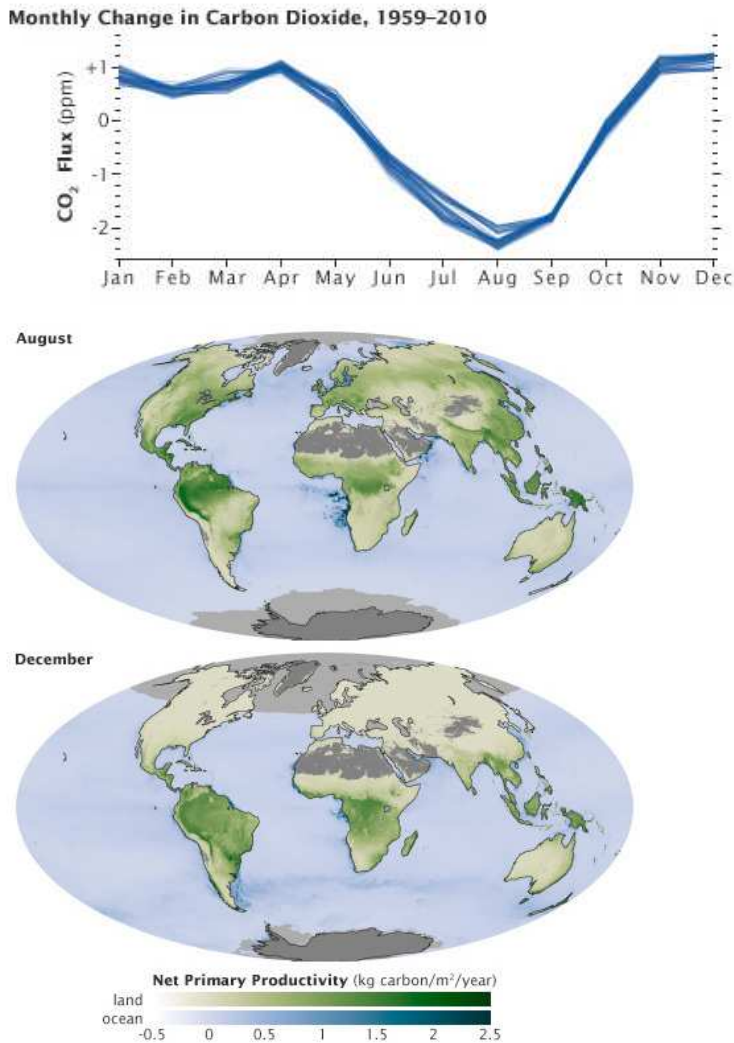 Monthly Change in Carbon Dioxide, 1959–2010
+1
0
-1
-2
CO₂ Flux (ppm)
Jan Feb Mar Apr May Jun Jul Aug Sep Oct Nov Dec
August
December
Net Primary Productivity (kg carbon/m²/year)
land
ocean
-0.5 0 0.5 1 1.5 2 2.5